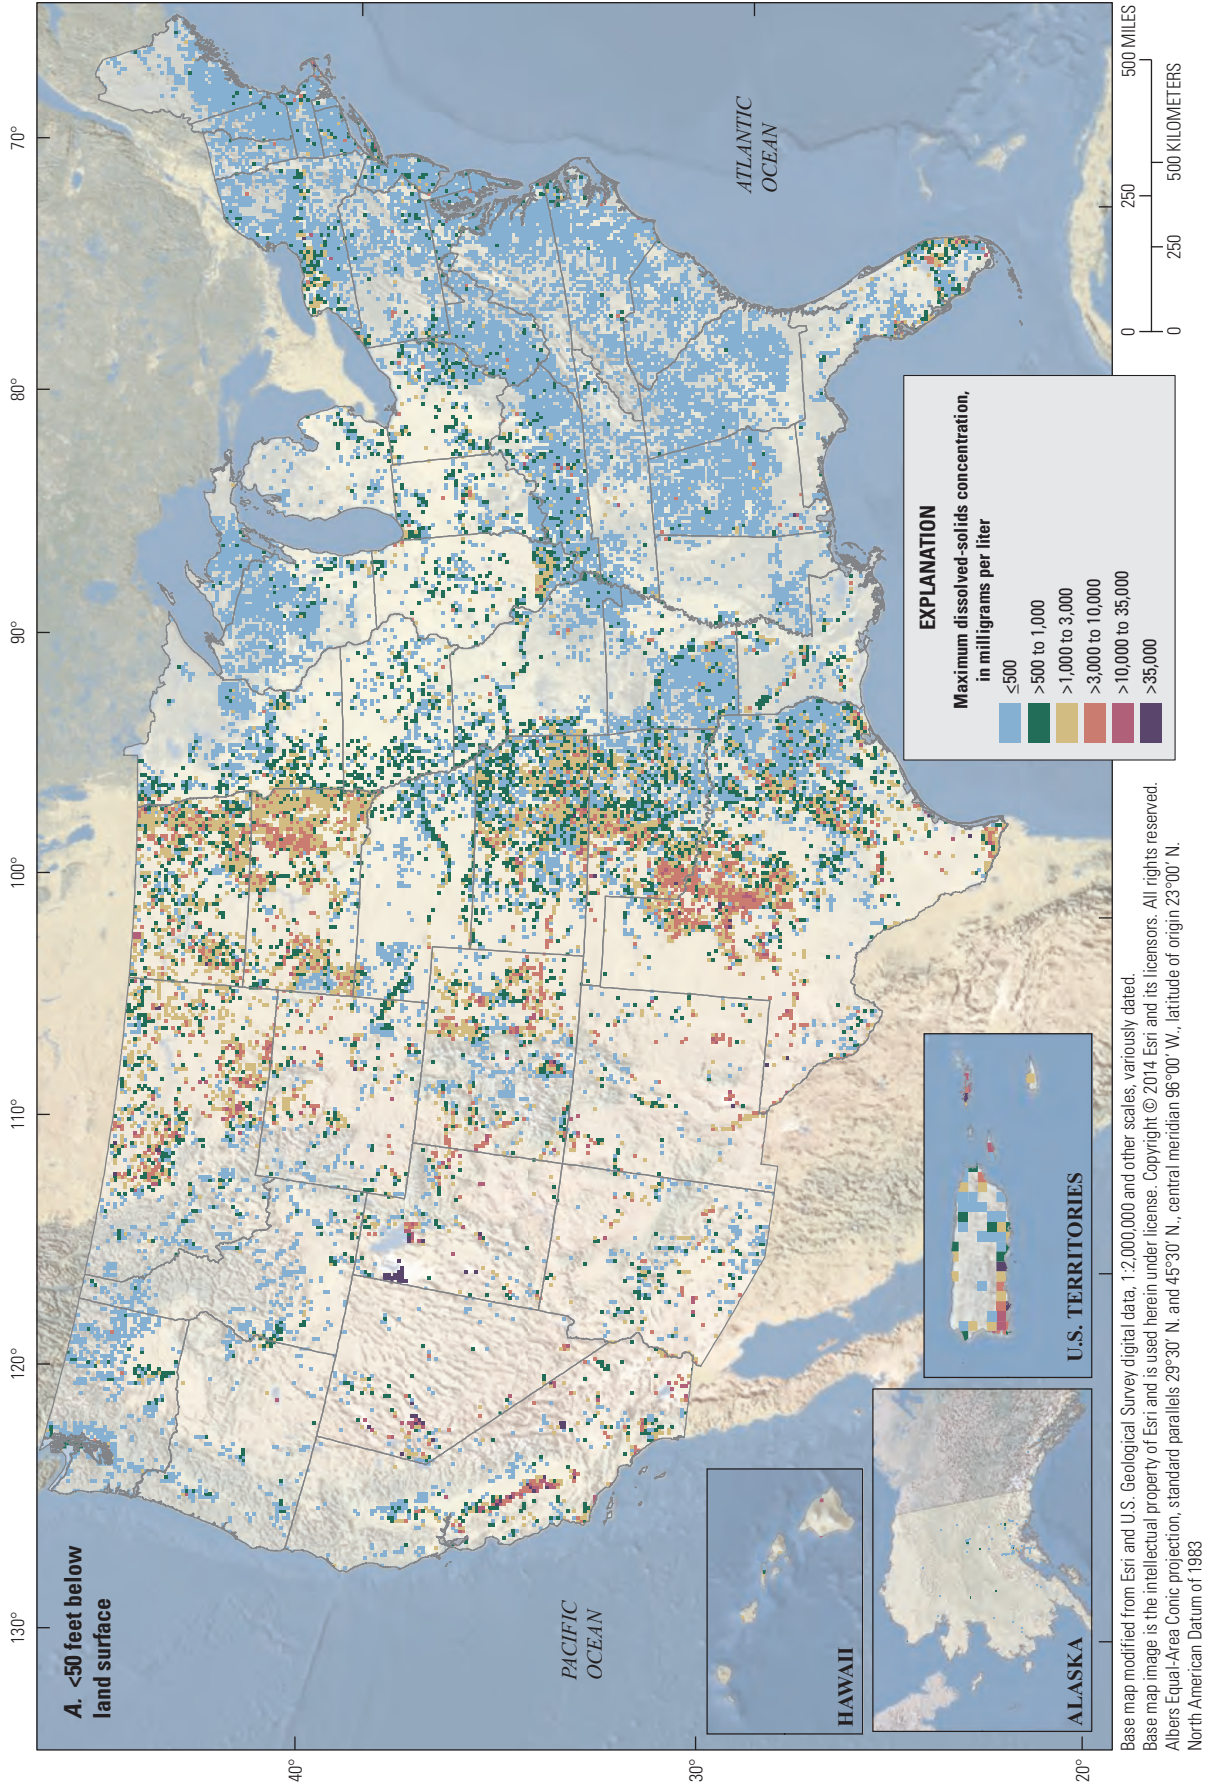 A. <50 feet below
land surface
130°
120°
110°
100°
90°
80°
70°
40°
30°
20°
PACIFIC
OCEAN
ATLANTIC
OCEAN
HAWAII
ALASKA
U.S. TERRITORIES
EXPLANATION
Maximum dissolved-solids concentration,
in milligrams per liter
≤500
>500 to 1,000
>1,000 to 3,000
>3,000 to 10,000
>10,000 to 35,000
>35,000
0 250 500 MILES
0 250 500 KILOMETERS
Base map modified from Esri and U.S. Geological Survey digital data, 1:2,000,000 and other scales, variously dated.
Base map image is the intellectual property of Esri and is used herein under license. Copyright © 2014 Esri and its licensors. All rights reserved.
Albers Equal-Area Conic projection, standard parallels 29°30′ N. and 45°30′ N., central meridian 96°00′ W., latitude of origin 23°00′ N.
North American Datum of 1983